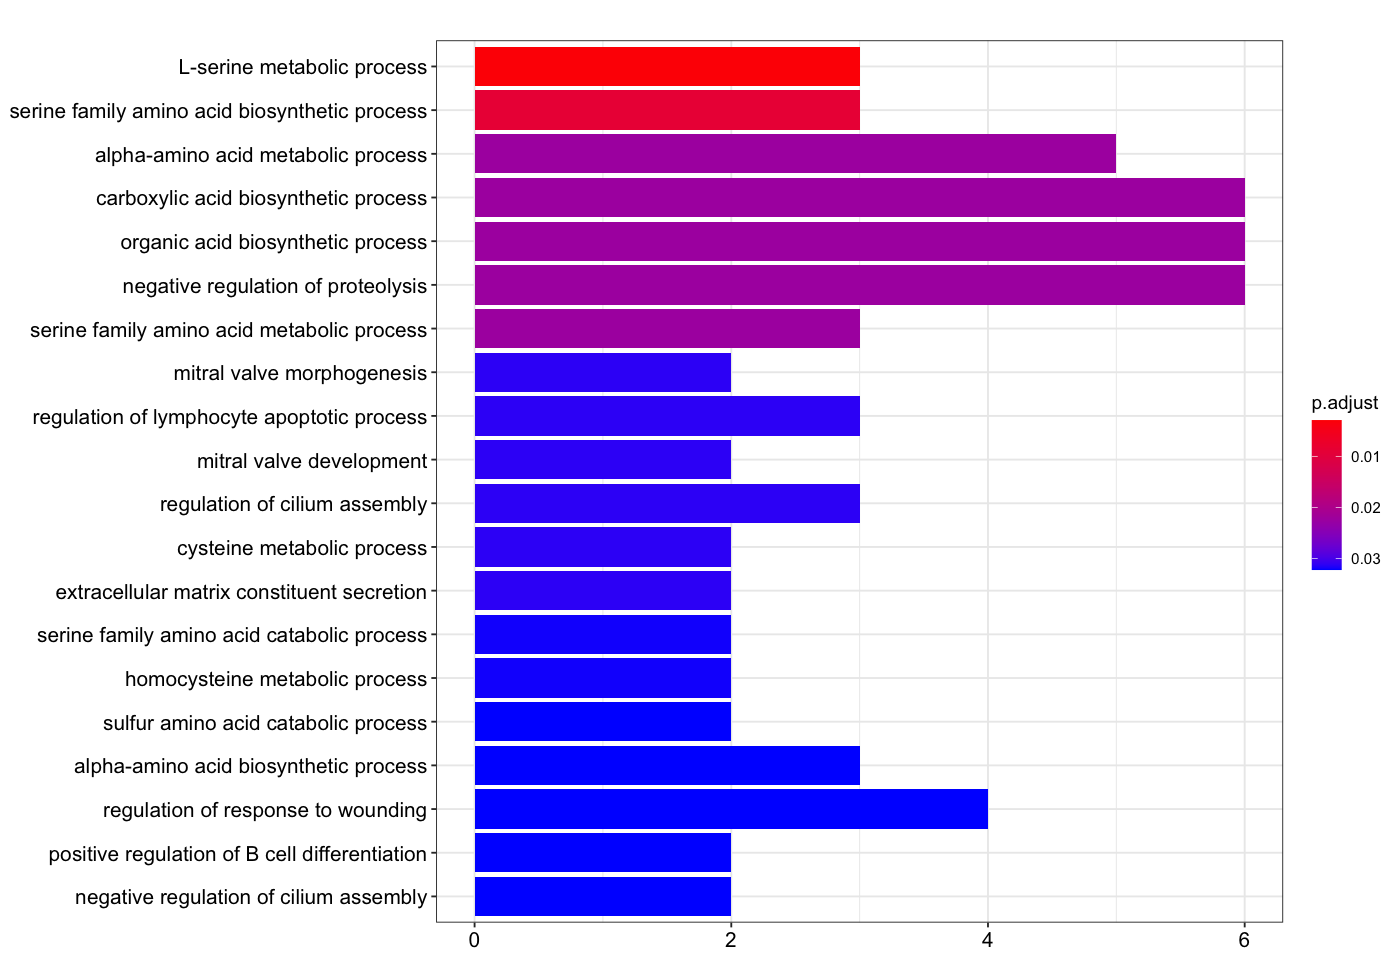 L-serine metabolic process
serine family amino acid biosynthetic process
alpha-amino acid metabolic process
carboxylic acid biosynthetic process
organic acid biosynthetic process
negative regulation of proteolysis
serine family amino acid metabolic process
mitral valve morphogenesis
regulation of lymphocyte apoptotic process
mitral valve development
regulation of cilium assembly
cysteine metabolic process
extracellular matrix constituent secretion
serine family amino acid catabolic process
homocysteine metabolic process
sulfur amino acid catabolic process
alpha-amino acid biosynthetic process
regulation of response to wounding
positive regulation of B cell differentiation
negative regulation of cilium assembly
0 2 4 6
p.adjust
0.01
0.02
0.03